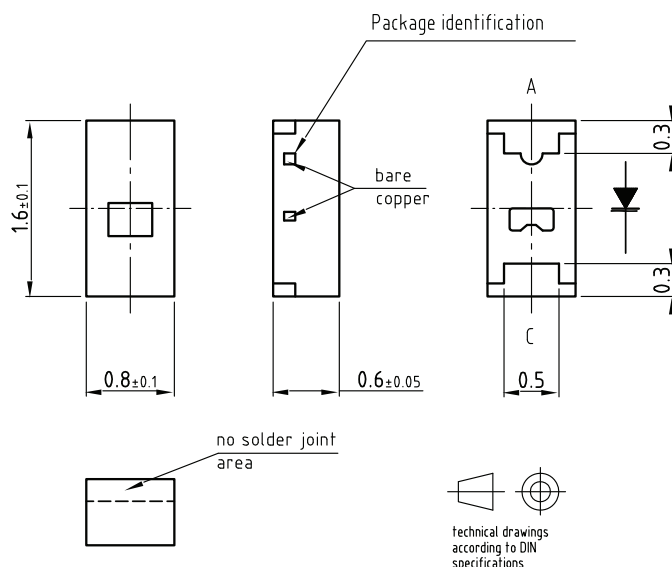 Package identification
A
0.3
1.6±0.1
bare
copper
0.3
C
0.8±0.1
0.6±0.05
0.5
no solder joint
area
technical drawings
according to DIN
specifications